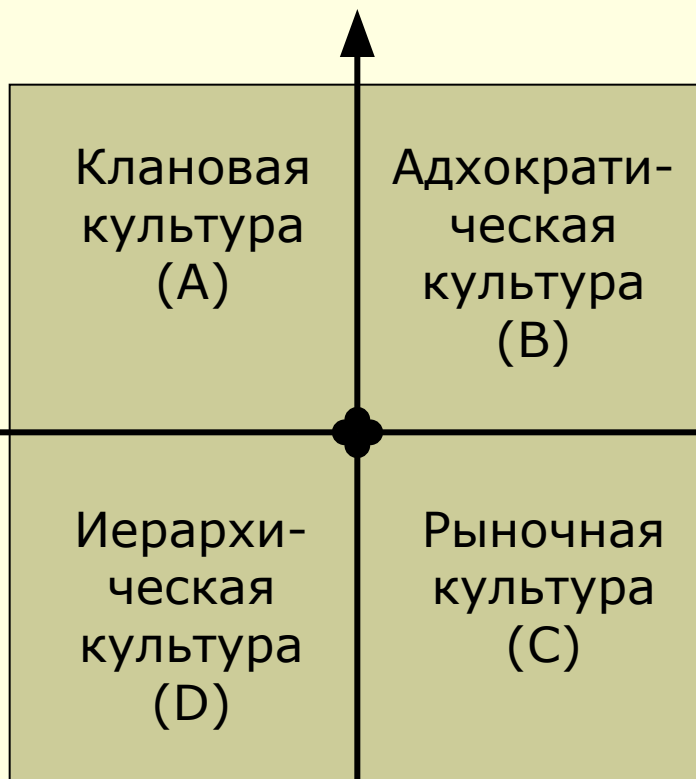 Клановая
культура
(A)
Адхократи-
ческая
культура
(B)
Иерархи-
ческая
культура
(D)
Рыночная
культура
(C)